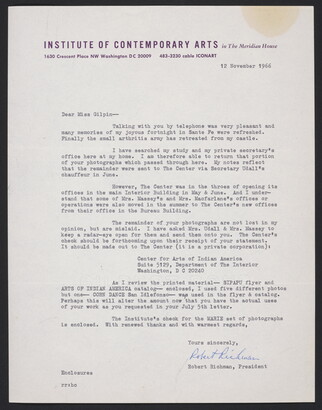 INSTITUTE OF CONTEMPORARY ARTS in The Meridian House
1630 Crescent Place NW Washington DC 20009 483-2230 cable ICONART
12 November 1966
Dear Miss Gilpin--
Talking with you by telephone was very pleasant and
many memories of my joyous fortnight in Santa Fe were refreshed.
Finally the small arthritis army has retreated from my castle.
I have searched my study and my private secretary's
office here at my home. I am therefore able to return that portion
of your photographs which passed through here. My notes reflect
that the remainder were sent to The Center via Secretary Udall's
chauffeur in June.
However, The Center was in the throes of opening its
offices in the main Interior Building in May & June. And I under-
stand that some of Mrs. Massey's and Mrs. Macfarlane's offices or
operations were also moved in the summer to The Center's new offices
from their office in the Bureau Building.
The remainder of your photographs are not lost in my
opinion, but are mislaid. I have asked Mrs. Udall & Mrs. Massey to
keep a radar-eye open for them and send them onto you. The Center's
check should be forthcoming upon their receipt of your statement.
It should be made out to The Center (it is a private corporation):
Center for Arts of Indian America
Suite 5129, Department of The Interior
Washington, D C 20240
As I review the printed material-- flyer and
ARTS OF INDIAN AMERICA catalog-- enclosed, I used five different photos
but one-- CORN DANCE San Ildefonso-- was used in the flyer & catalog.
Perhaps this will alter the amount now that you have the actual uses
of your work as you requested in your July 5th letter.
The Institute's check for the MARIE set of photographs
is enclosed. With renewed thanks and with warmest regards,
Yours sincerely,
Robert Richman
Robert Richman, President
Enclosures